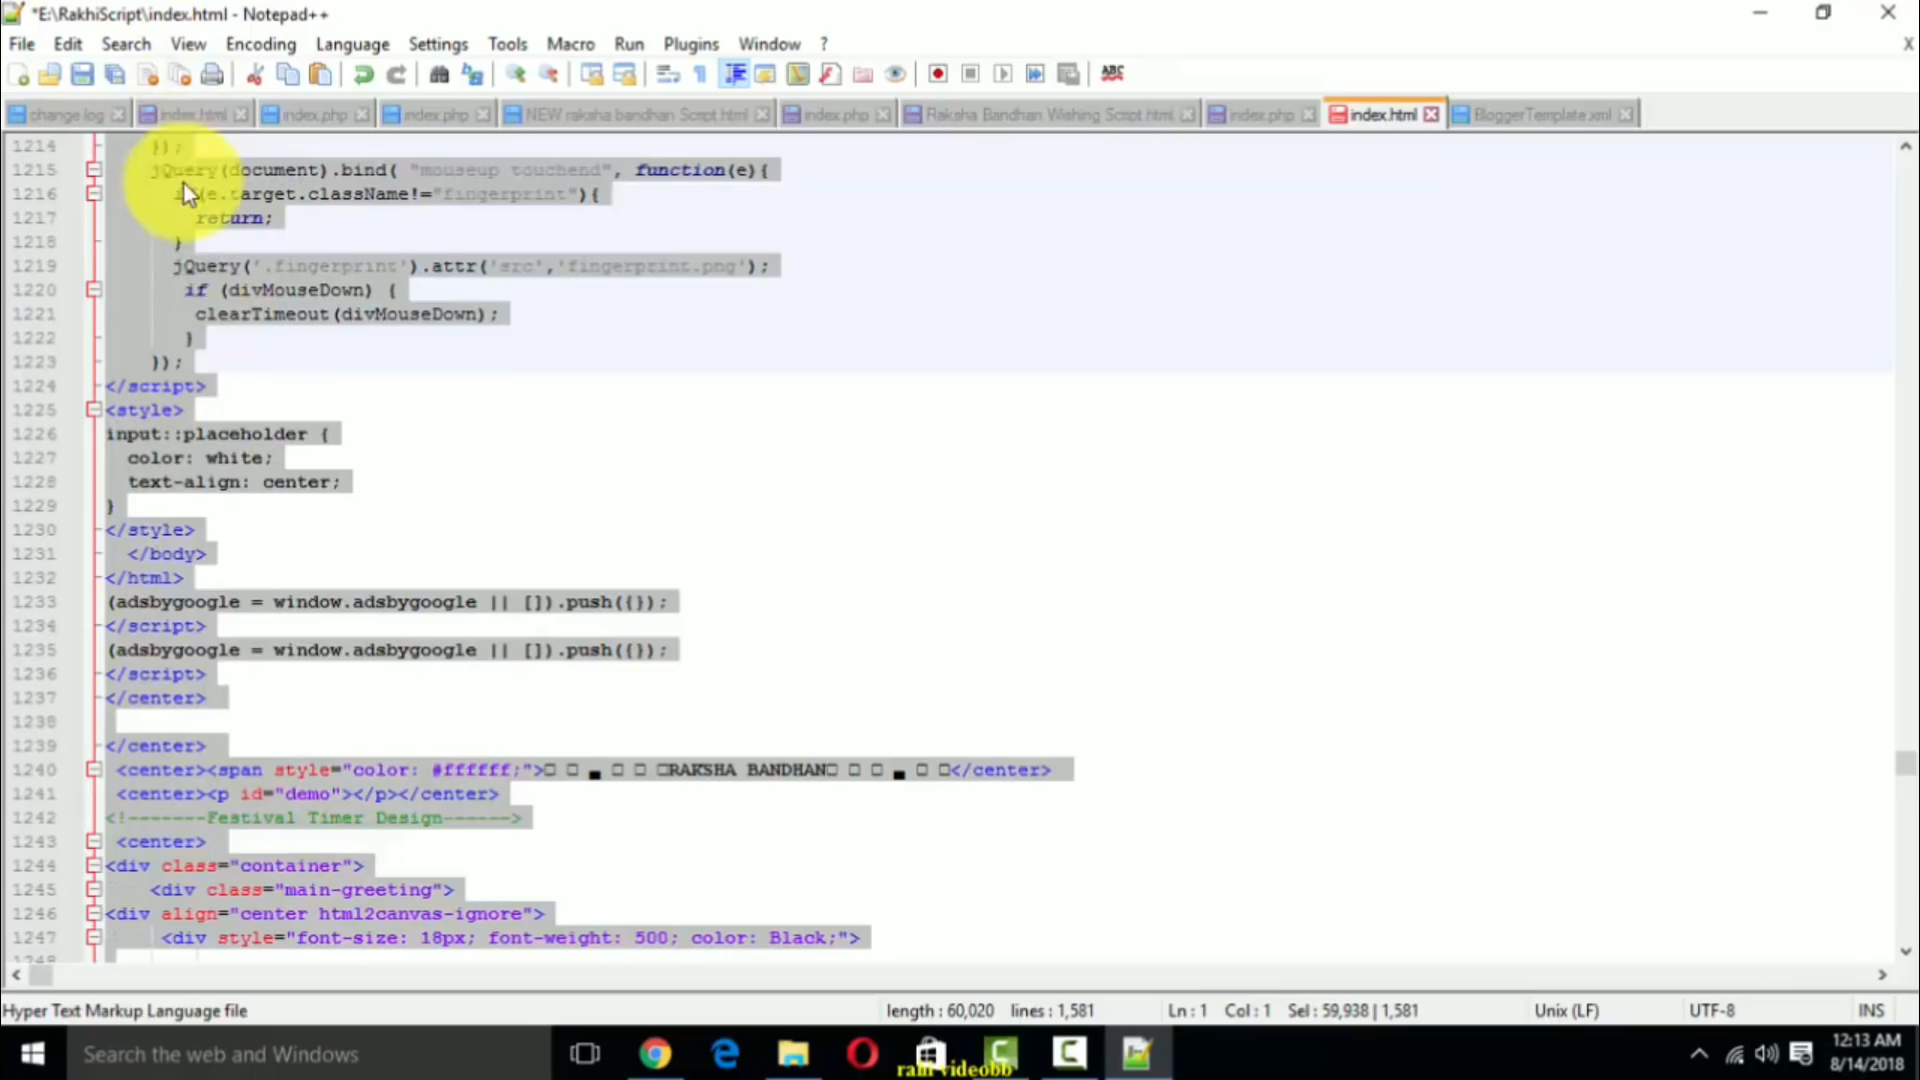 *E:\RakhiScript\index.html - Notepad++
File Edit Search View Encoding Language Settings Tools Macro Run Plugins Window ? X
change log index.html index.php index.php NEW raksha bandhan Script.html index.php Raksha Bandhan Wishing Script.html index.php index.html BloggerTemplate.xml
1214 });
1215 jQuery(document).bind( "mouseup touchend", function(e){
1216 (e.target.className!="fingerprint"){
1217 return;
1218 }
1219 jQuery('.fingerprint').attr('src','fingerprint.png');
1220 if (divMouseDown) {
1221 clearTimeout(divMouseDown);
1222 }
1223 });
1224 </script>
1225 <style>
1226 input::placeholder {
1227 color: white;
1228 text-align: center;
1229 }
1230 </style>
1231 </body>
1232 </html>
1233 (adsbygoogle = window.adsbygoogle || []).push({});
1234 </script>
1235 (adsbygoogle = window.adsbygoogle || []).push({});
1236 </script>
1237 </center>
1238
1239 </center>
1240 <center><span style="color: #ffffff;">□ □ ▄ □ □ □RAKSHA BANDHAN□ □ □ ▄ □ □</center>
1241 <center><p id="demo"></p></center>
1242 <!-------Festival Timer Design------>
1243 <center>
1244 <div class="container">
1245 <div class="main-greeting">
1246 <div align="center html2canvas-ignore">
1247 <div style="font-size: 18px; font-weight: 500; color: Black;">
1248
Hyper Text Markup Language file length : 60,020 lines : 1,581 Ln : 1 Col : 1 Sel : 59,938 | 1,581 Unix (LF) UTF-8 INS
Search the web and Windows
12:13 AM
8/14/2018